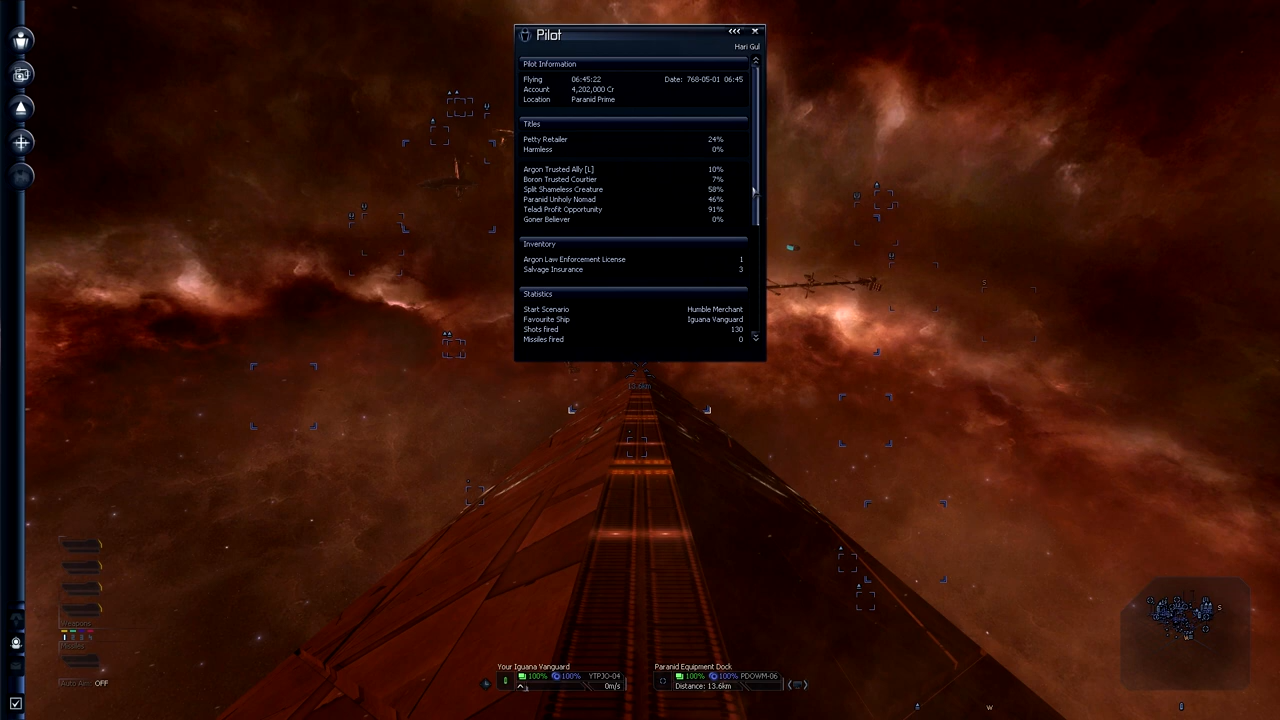 Pilot
Hari Gul
Pilot Information
Flying 06:45:22 Date: 768-05-01 06:45
Account 4,202,000 Cr
Location Paranid Prime
Titles
Petty Retailer 24%
Harmless 0%
Argon Trusted Ally [L] 10%
Boron Trusted Courtier 7%
Split Shameless Creature 58%
Paranid Unholy Nomad 46%
Teladi Profit Opportunity 91%
Goner Believer 0%
Inventory
Argon Law Enforcement License 1
Salvage Insurance 3
Statistics
Start Scenario Humble Merchant
Favourite Ship Iguana Vanguard
Shots fired 130
Missiles fired 0
S
13.6km
Weapons
Missiles
Auto Aim: OFF
Your Iguana Vanguard
100% 100% YTPJO-04
0m/s
Paranid Equipment Dock
100% 100% PDOWM-06
Distance: 13.6km
S
W
W